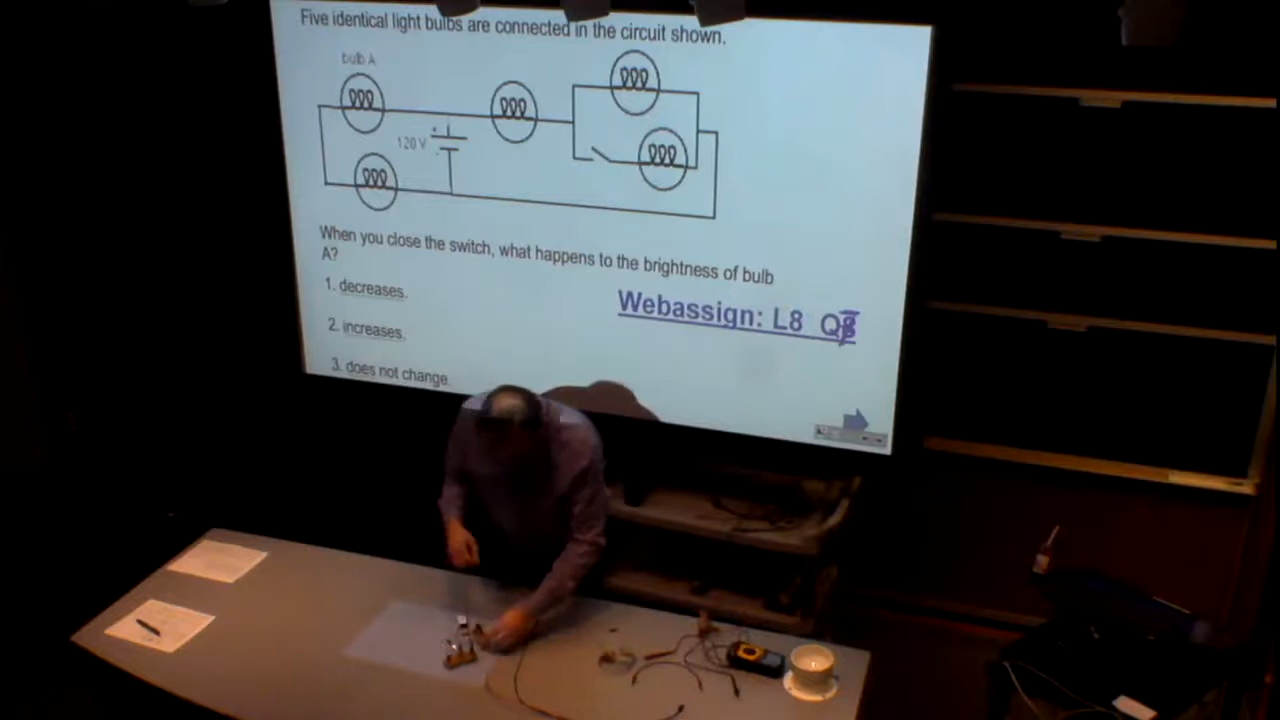 Five identical light bulbs are connected in the circuit shown.
bulb A
120 V
When you close the switch, what happens to the brightness of bulb
A?
1. decreases.
Webassign: L8
2. increases.
3. does not change.